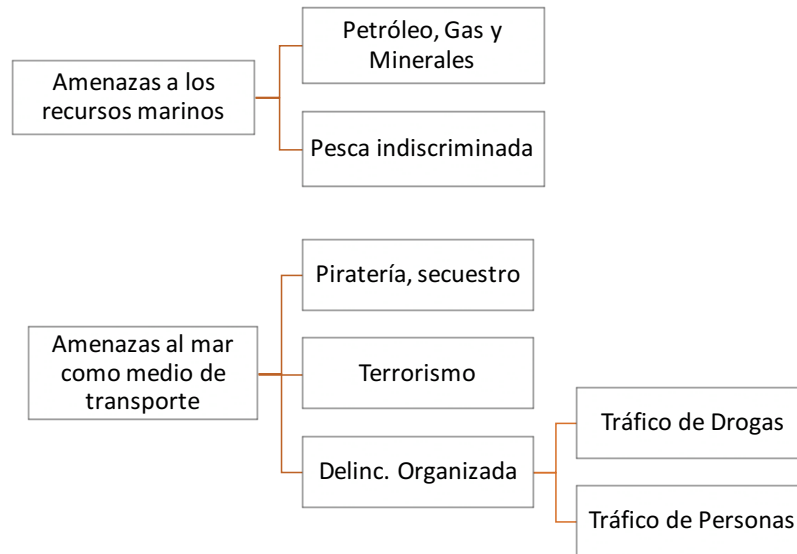 Petróleo, Gas y
Minerales
Amenazas a los
recursos marinos
Pesca indiscriminada
Piratería, secuestro
Amenazas al mar
como medio de
transporte
Terrorismo
Delinc. Organizada
Tráfico de Drogas
Tráfico de Personas